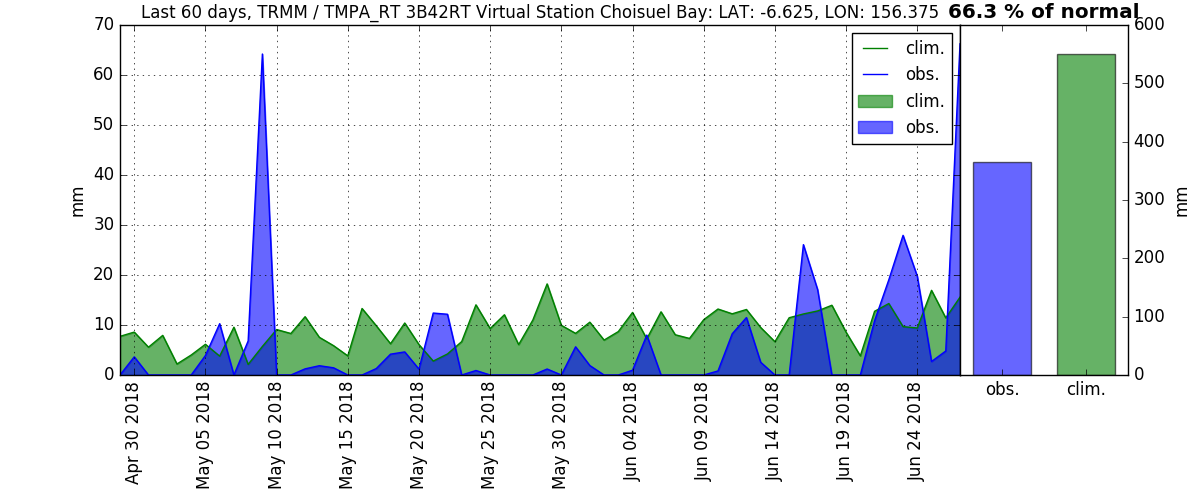 Last 60 days, TRMM / TMPA_RT 3B42RT Virtual Station Choisuel Bay: LAT: -6.625, LON: 156.375 66.3 % of normal
70
60
50
40
30
20
10
0
mm
clim.
obs.
clim.
obs.
600
500
400
300
200
100
0
mm
obs.
clim.
Apr 30 2018
May 05 2018
May 10 2018
May 15 2018
May 20 2018
May 25 2018
May 30 2018
Jun 04 2018
Jun 09 2018
Jun 14 2018
Jun 19 2018
Jun 24 2018